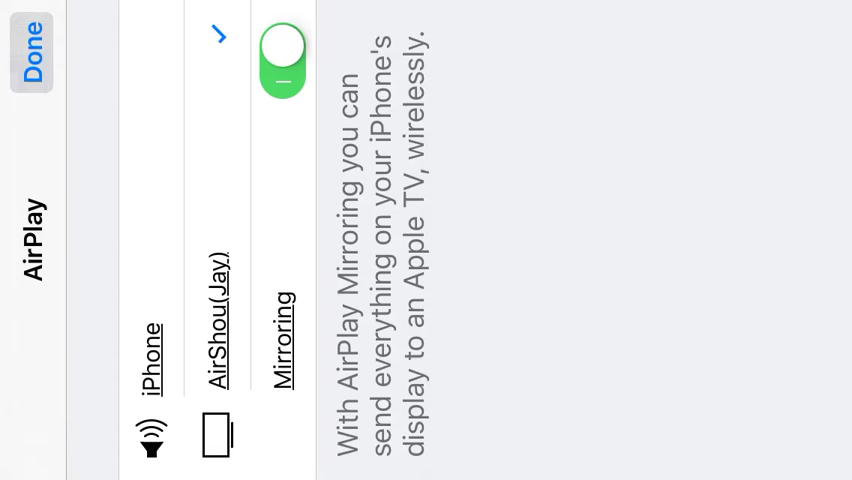 AirPlay
Done
iPhone
AirShou(Jay)
Mirroring
With AirPlay Mirroring you can
send everything on your iPhone's
display to an Apple TV, wirelessly.